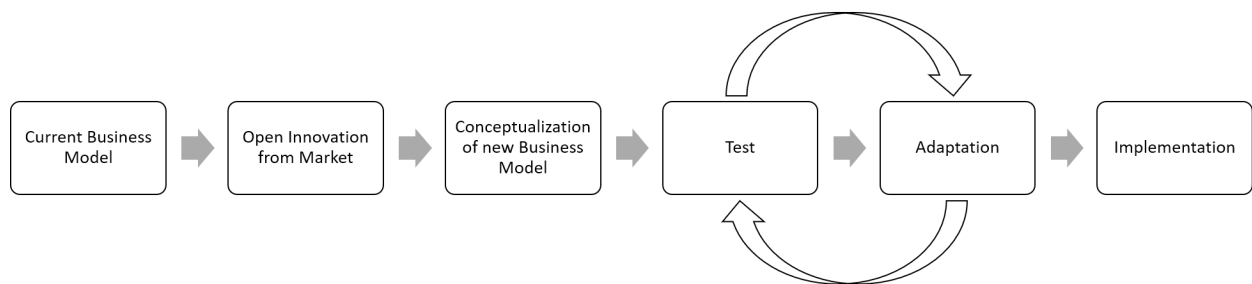 Current Business
Model
Open Innovation
from Market
Conceptualization
of new Business
Model
Test
Adaptation
Implementation